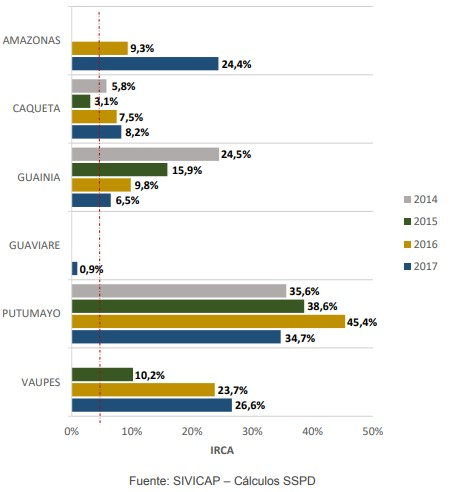 AMAZONAS
9,3%
24,4%
CAQUETA
5,8%
3,1%
7,5%
8,2%
GUAINIA
24,5%
15,9%
9,8%
6,5%
GUAVIARE
0,9%
PUTUMAYO
35,6%
38,6%
45,4%
34,7%
VAUPES
10,2%
23,7%
26,6%
0% 10% 20% 30% 40% 50%
IRCA
2014
2015
2016
2017
Fuente: SIVICAP – Cálculos SSPD